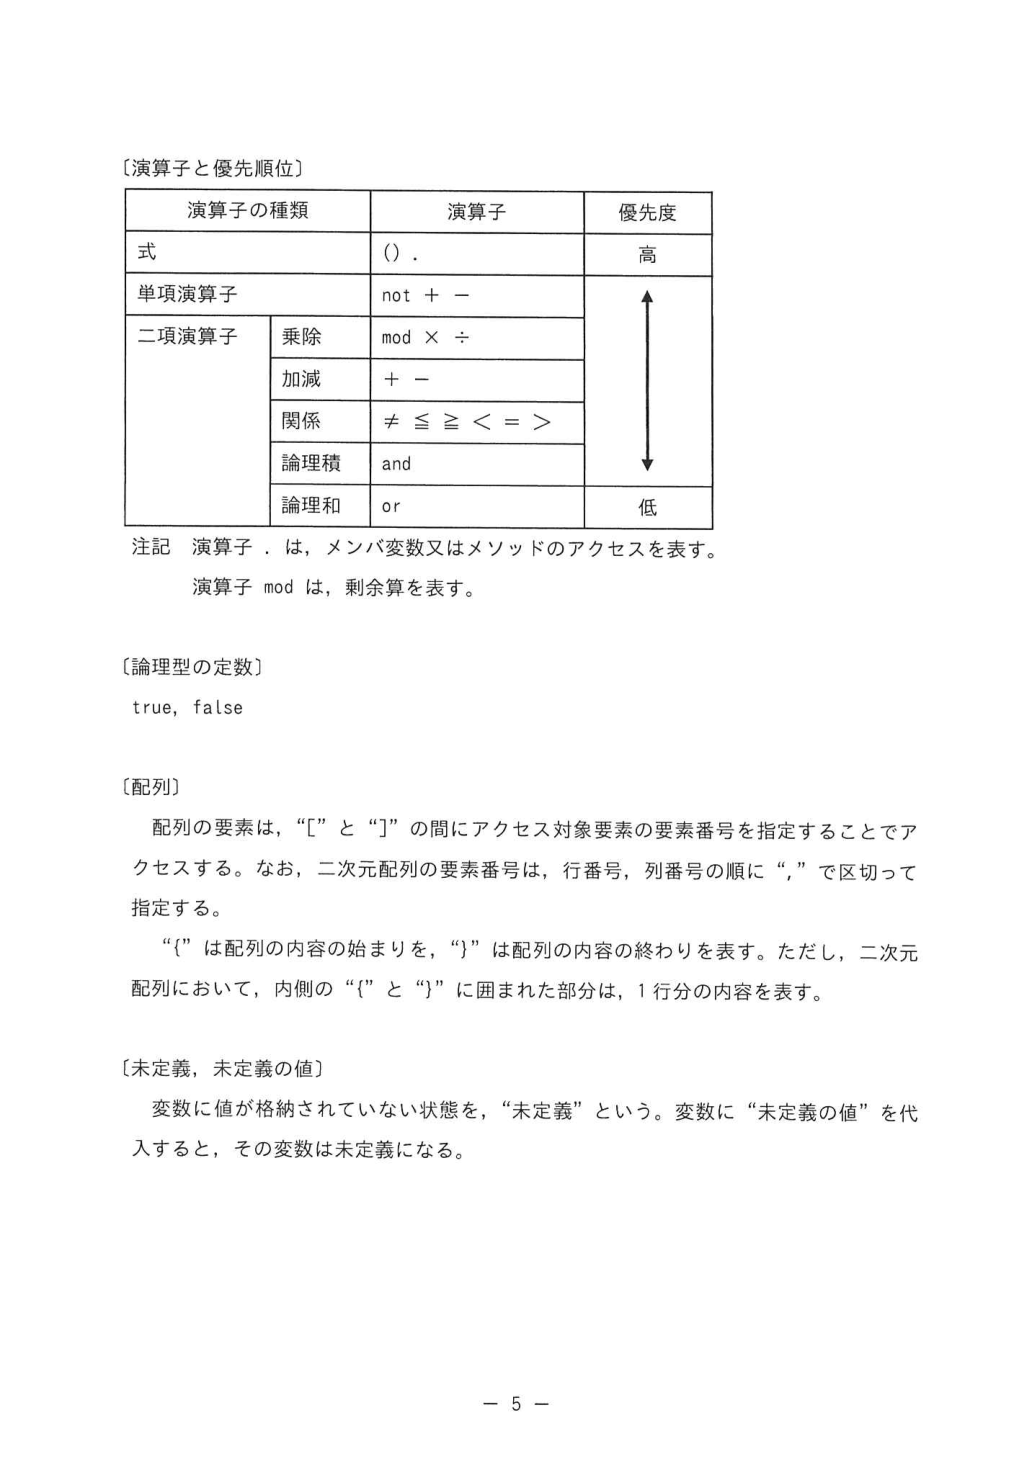 〔演算子と優先順位〕
演算子の種類 演算子 優先度
式 () . 高
単項演算子 not ＋ －
二項演算子 乗除 mod × ÷
加減 ＋ －
関係 ≠ ≦ ≧ ＜ ＝ ＞
論理積 and
論理和 or 低
注記 演算子 . は，メンバ変数又はメソッドのアクセスを表す。
演算子 mod は，剰余算を表す。
〔論理型の定数〕
true, false
〔配列〕
配列の要素は，“[” と “]” の間にアクセス対象要素の要素番号を指定することでア
クセスする。なお，二次元配列の要素番号は，行番号，列番号の順に “,” で区切って
指定する。
“{” は配列の内容の始まりを，“}” は配列の内容の終わりを表す。ただし，二次元
配列において，内側の “{” と “}” に囲まれた部分は，1 行分の内容を表す。
〔未定義，未定義の値〕
変数に値が格納されていない状態を，“未定義” という。変数に “未定義の値” を代
入すると，その変数は未定義になる。
－ 5 －